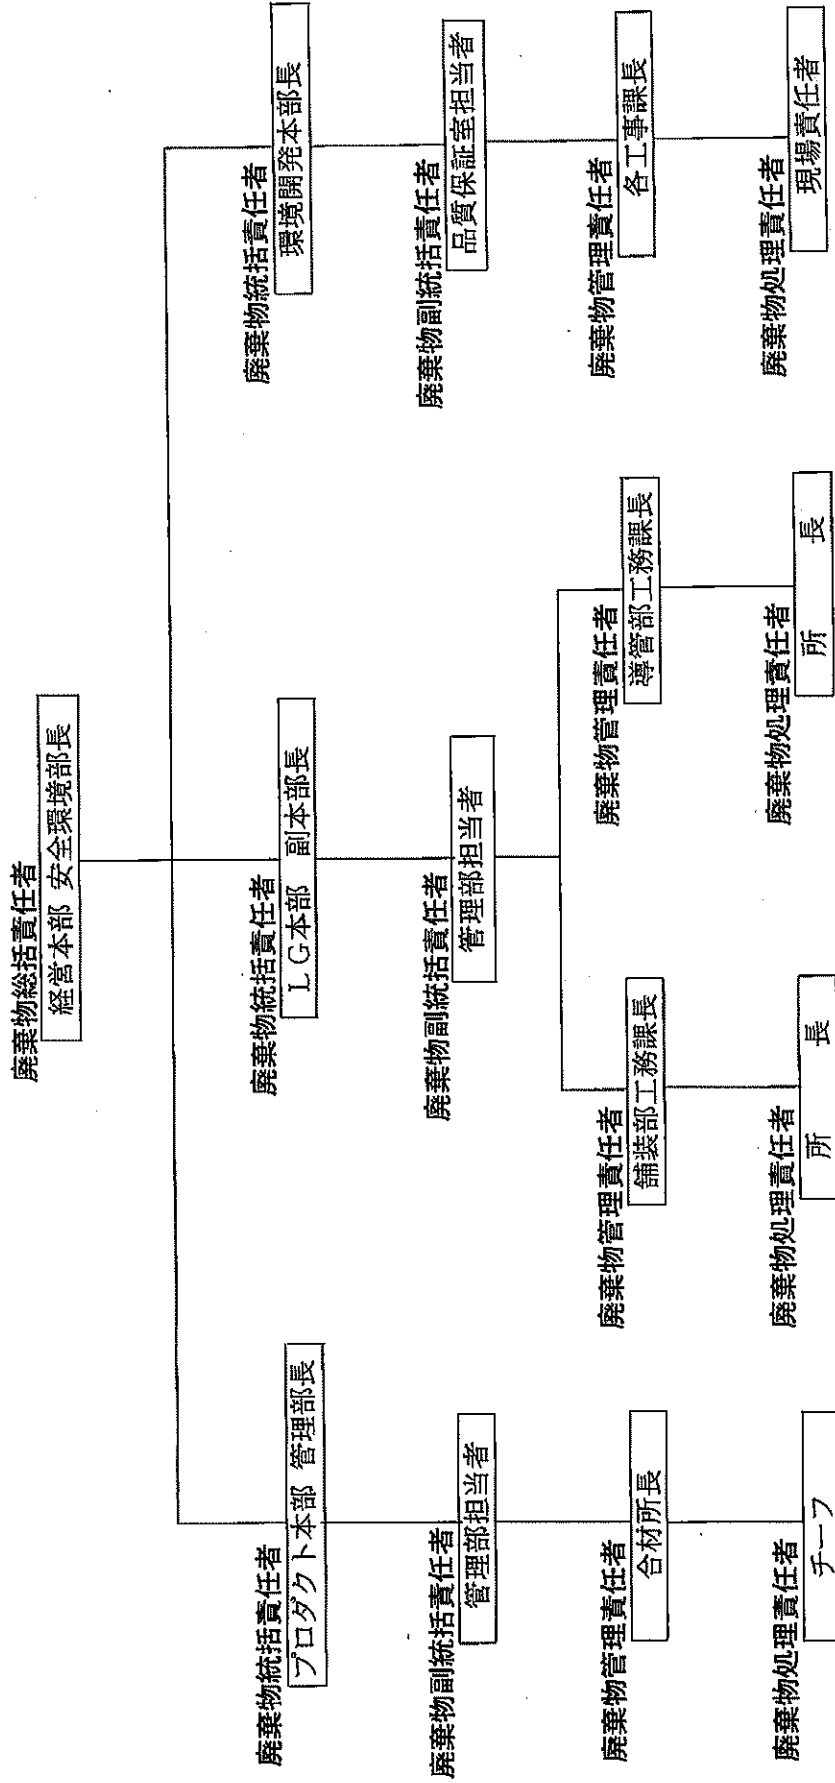 廃棄物総括責任者
経営本部 安全環境部長
廃棄物統括責任者
プロダクト本部 管理部長
廃棄物統括責任者
LG本部 副本部長
廃棄物統括責任者
環境開発本部長
廃棄物副統括責任者
管理部担当者
廃棄物副統括責任者
管理部担当者
廃棄物副統括責任者
品質保証室担当者
廃棄物管理責任者
合材所長
廃棄物管理責任者
舗装部工務課長
廃棄物管理責任者
導管部工務課長
廃棄物管理責任者
各工事課長
廃棄物処理責任者
チーフ
廃棄物処理責任者
所 長
廃棄物処理責任者
所 長
廃棄物処理責任者
現場責任者